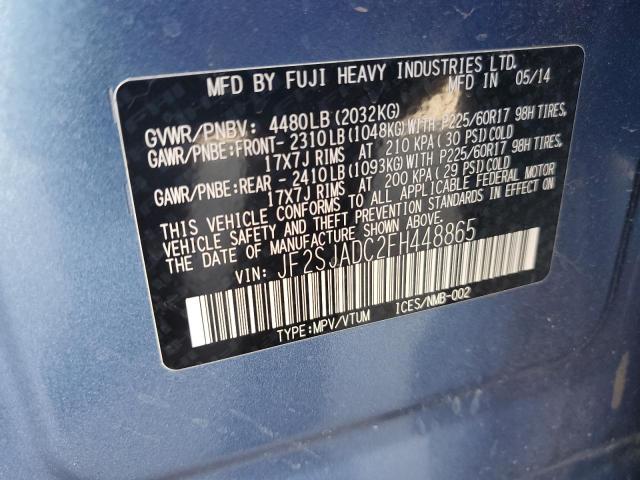 MFD BY FUJI HEAVY INDUSTRIES LTD.
MFD IN 05/14
GVWR/PNBV: 4480LB(2032KG)
GAWR/PNBE:FRONT- 2310LB(1048KG)WITH P225/60R17 98H TIRES,
17X7J RIMS AT 210 KPA(30 PSI)COLD
GAWR/PNBE:REAR - 2410LB(1093KG)WITH P225/60R17 98H TIRES,
17X7J RIMS AT 200 KPA(29 PSI)COLD
THIS VEHICLE CONFORMS TO ALL APPLICABLE FEDERAL MOTOR
VEHICLE SAFETY AND THEFT PREVENTION STANDARDS IN EFFECT ON
THE DATE OF MANUFACTURE SHOWN ABOVE.
VIN: JF2SJADC2FH448865
TYPE:MPV/VTUM ICES/NMB-002